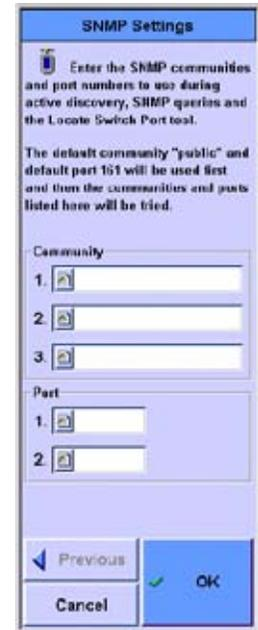 SNMP Settings
Enter the SNMP communities
and port numbers to use during
active discovery, SNMP queries and
the Locate Switch Port tool.
The default community "public" and
default port 161 will be used first
and then the communities and ports
listed here will be tried.
Community
1.
2.
3.
Port
1.
2.
Previous
OK
Cancel